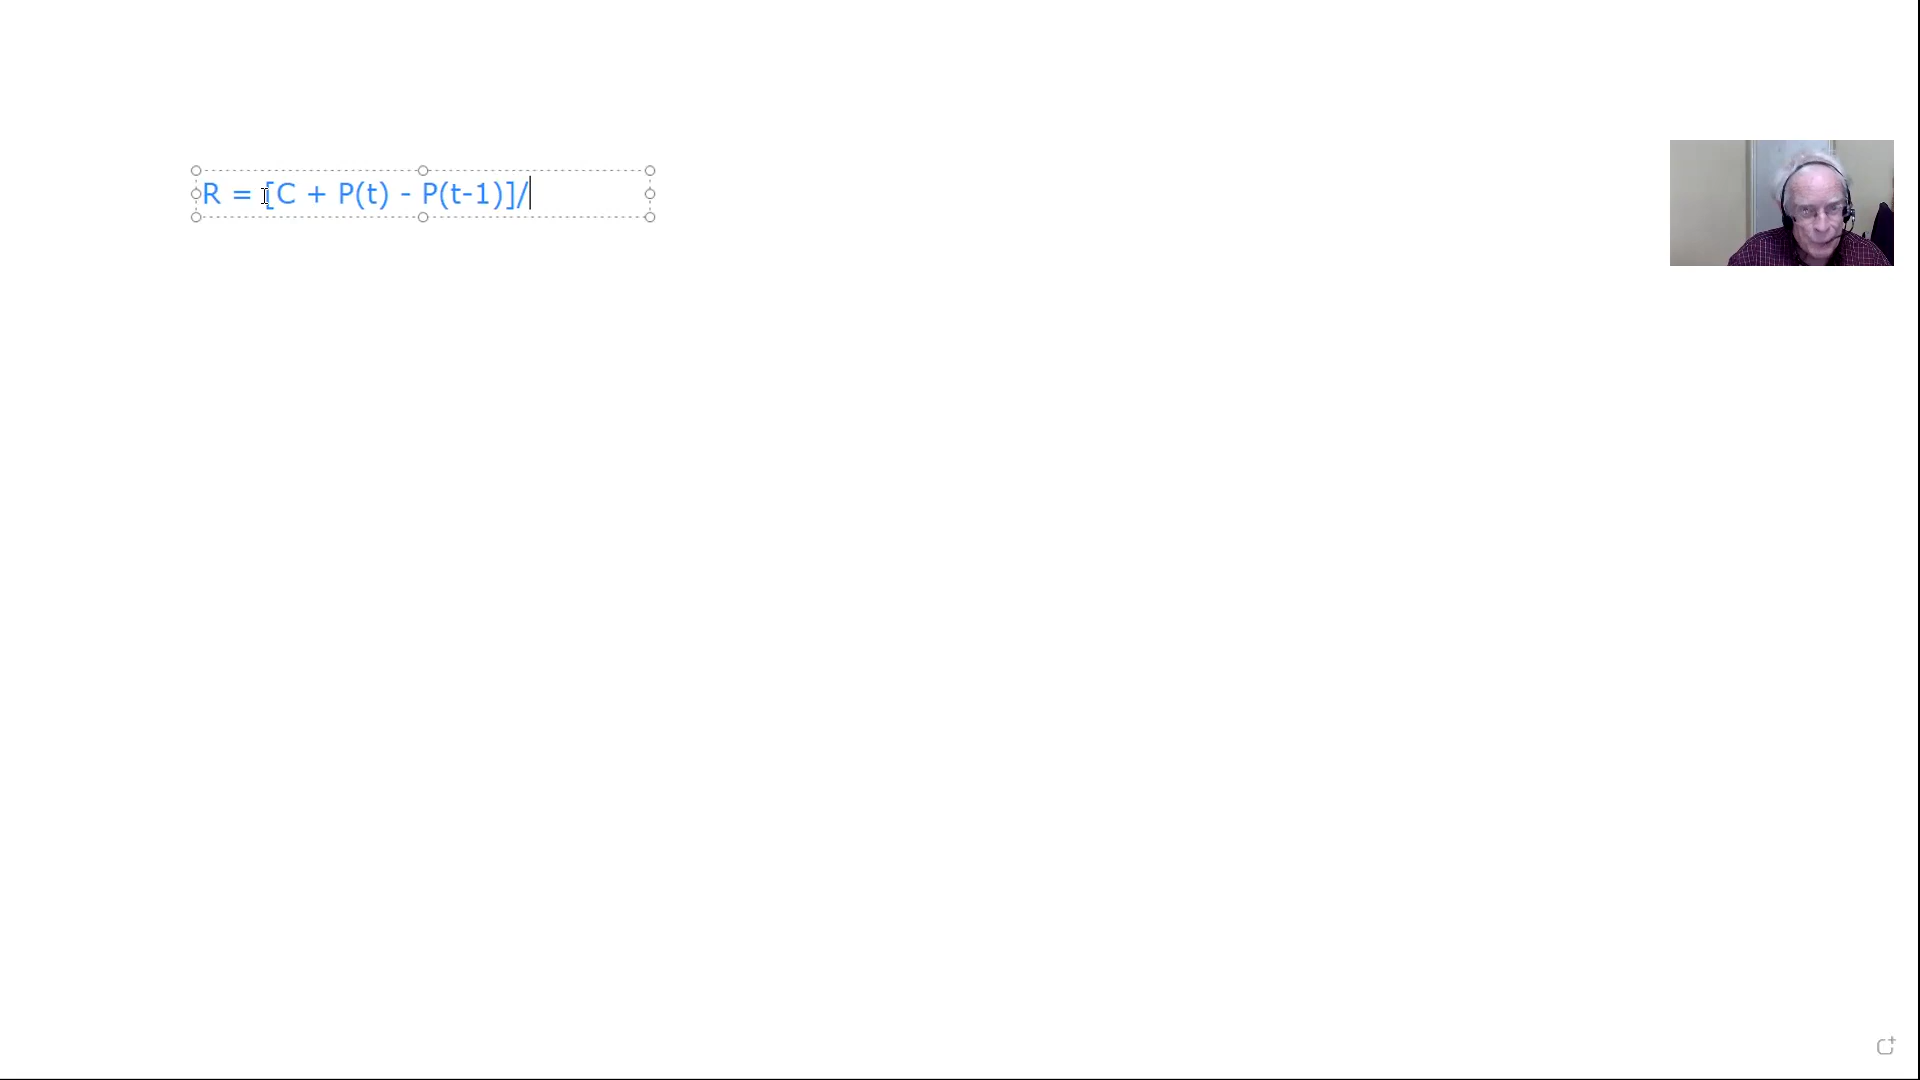 R = [C + P(t) - P(t-1)]/